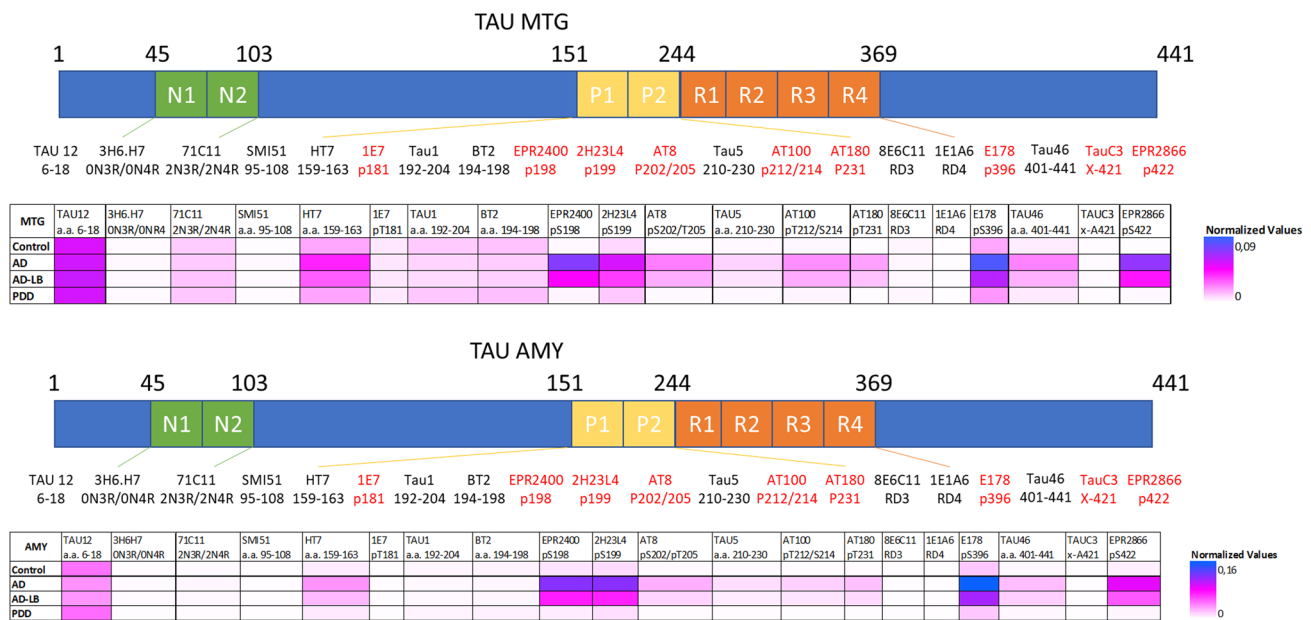 TAU MTG
1 45 103 151 244 369 441
N1 N2 P1 P2 R1 R2 R3 R4
TAU 12 3H6.H7 71C11 SMI51 HT7 1E7 Tau1 BT2 EPR2400 2H23L4 AT8 Tau5 AT100 AT180 8E6C11 1E1A6 E178 Tau46 TauC3 EPR2866
6-18 0N3R/0N4R 2N3R/2N4R 95-108 159-163 p181 192-204 194-198 p198 p199 P202/205 210-230 p212/214 P231 RD3 RD4 p396 401-441 X-421 p422
MTG TAU12 3H6.H7 71C11 SMI51 HT7 1E7 TAU1 BT2 EPR2400 2H23L4 AT8 TAU5 AT100 AT180 8E6C11 1E1A6 E178 TAU46 TAUC3 EPR2866
a.a. 6-18 0N3R/0NR4 2N3R/2N4R a.a. 95-108 a.a. 159-163 pT181 a.a. 192-204 a.a. 194-198 pS198 pS199 pS202/T205 a.a. 210-230 pT212/S214 pT231 RD3 RD4 pS396 a.a. 401-441 x-A421 pS422
Control
AD
AD-LB
PDD
Normalized Values
0,09
0
TAU AMY
1 45 103 151 244 369 441
N1 N2 P1 P2 R1 R2 R3 R4
TAU 12 3H6.H7 71C11 SMI51 HT7 1E7 Tau1 BT2 EPR2400 2H23L4 AT8 Tau5 AT100 AT180 8E6C11 1E1A6 E178 Tau46 TauC3 EPR2866
6-18 0N3R/0N4R 2N3R/2N4R 95-108 159-163 p181 192-204 194-198 p198 p199 P202/205 210-230 P212/214 P231 RD3 RD4 p396 401-441 X-421 p422
AMY TAU12 3H6H7 71C11 SMI51 HT7 1E7 TAU1 BT2 EPR2400 2H23L4 AT8 TAU5 AT100 AT180 8E6C11 1E1A6 E178 TAU46 TAUC3 EPR2866
a.a. 6-18 0N3R/0N4R 2N3R/2N4R a.a. 95-108 a.a. 159-163 pT181 a.a. 192-204 a.a. 194-198 pS198 pS199 pS202/pT205 a.a. 210-230 pT212/S214 pT231 RD3 RD4 pS396 a.a. 401-441 x-A421 pS422
Control
AD
AD-LB
PDD
Normalized Values
0,16
0